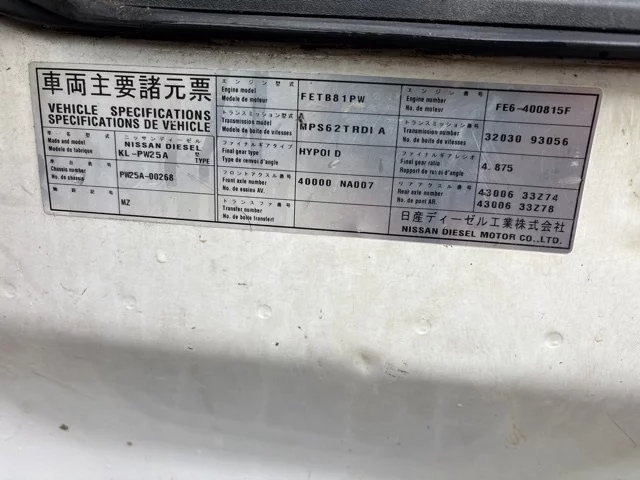 車両主要諸元票
VEHICLE SPECIFICATIONS
SPECIFICATIONS DE VÉHICULE
Made and model
Modele de fabrique
ニッサンディーゼル
NISSAN DIESEL 型
KL-PW25A TYPE
車台番号
Chassis number
No. de chassis
PW25A-00268
MZ
エンジン型式
Engine model
Modele de moteur
FETB81PW
エンジン番号
Engine number
No. de moteur
FE6-400815F
トランスミッション型式
Transmission model
Modele de boite de vitesses
MPS62TRDI A
トランスミッション番号
Transmission number
No. de boite de vitesses
32030 93056
ファイナルギアタイプ
Final gear type
Type de renvoi d'angle
HYPOI D
ファイナルギアレシオ
Final gear ratio
Rapport de renvoi d'angle
4.875
フロントアクスル番号
Front axle number
No. de essieu AV.
40000 NA007
リヤアクスル番号
Rear axle number
No. de pont AR.
43006 33Z74
43006 33Z78
トランスファ番号
Transfer number
No. de boite transfert
日産ディーゼル工業株式会社
NISSAN DIESEL MOTOR CO.,LTD.